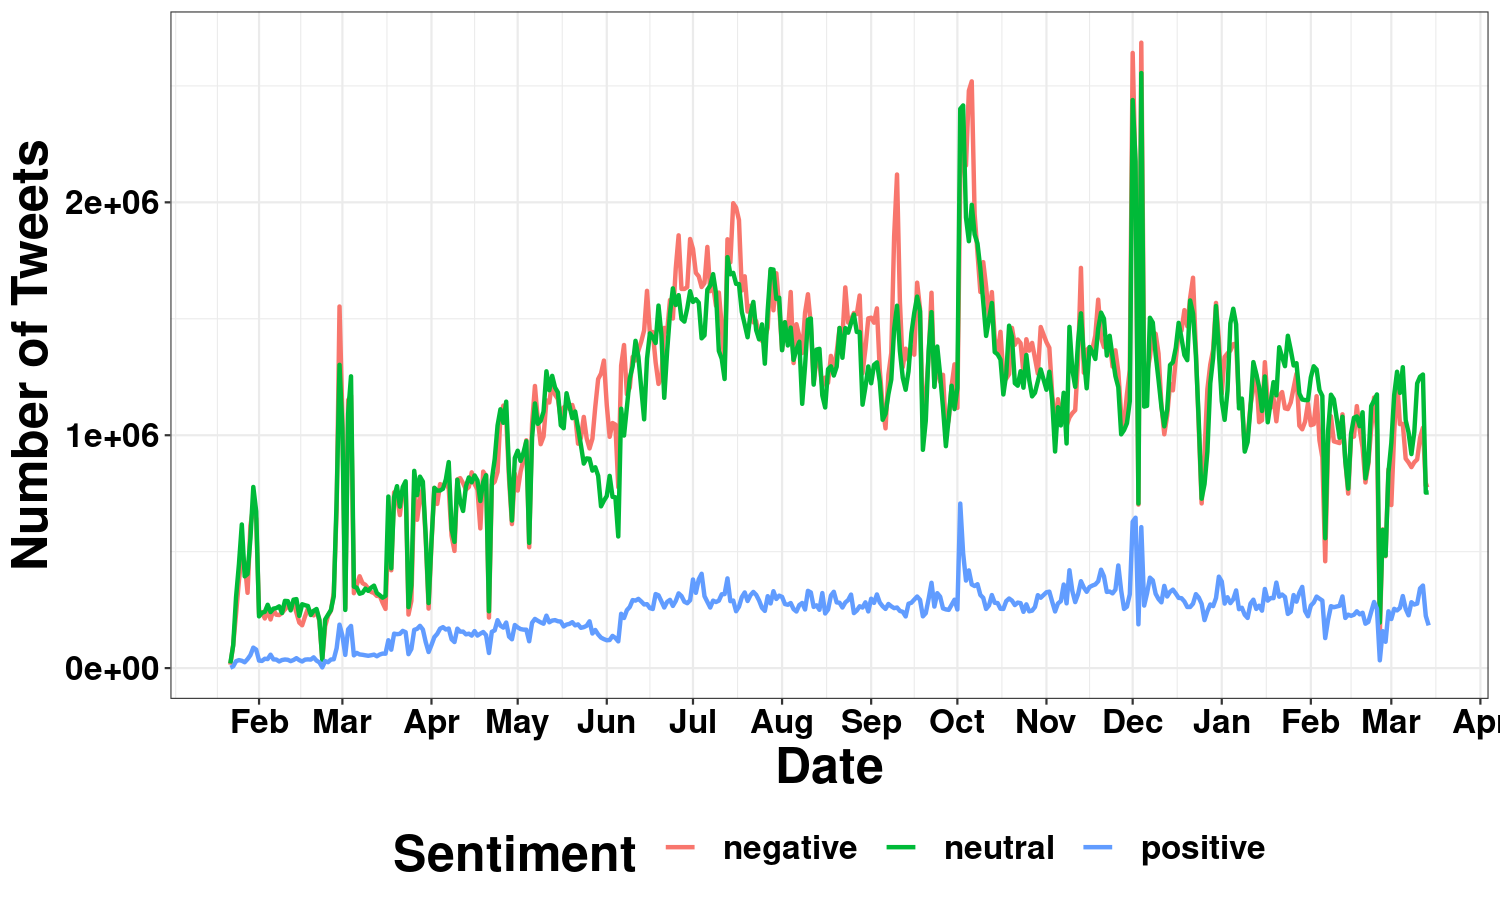 Number of Tweets
2e+06
1e+06
0e+00
Feb Mar Apr May Jun Jul Aug Sep Oct Nov Dec Jan Feb Mar Apr
Date
Sentiment negative neutral positive